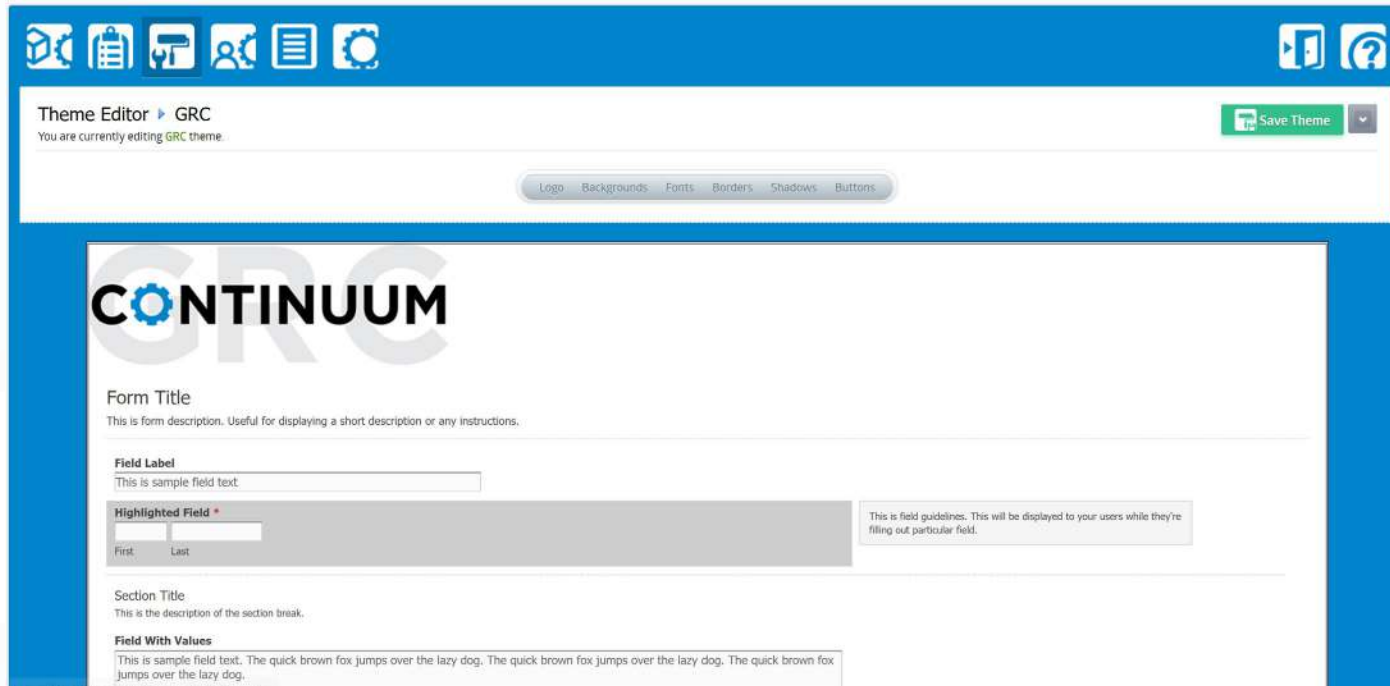 Theme Editor GRC
Save Theme
You are currently editing GRC theme.
Logo Backgrounds Fonts Borders Shadows Buttons
GRC
CONTINUUM
Form Title
This is form description. Useful for displaying a short description or any instructions.
Field Label
This is sample field text
Highlighted Field *
First Last
This is field guidelines. This will be displayed to your users while they're
filling out particular field.
Section Title
This is the description of the section break.
Field With Values
This is sample field text. The quick brown fox jumps over the lazy dog. The quick brown fox jumps over the lazy dog. The quick brown fox
jumps over the lazy dog.